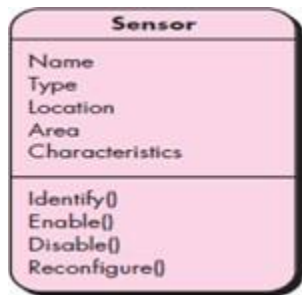 Sensor
Name
Type
Location
Area
Characteristics
Identify()
Enable()
Disable()
Reconfigure()